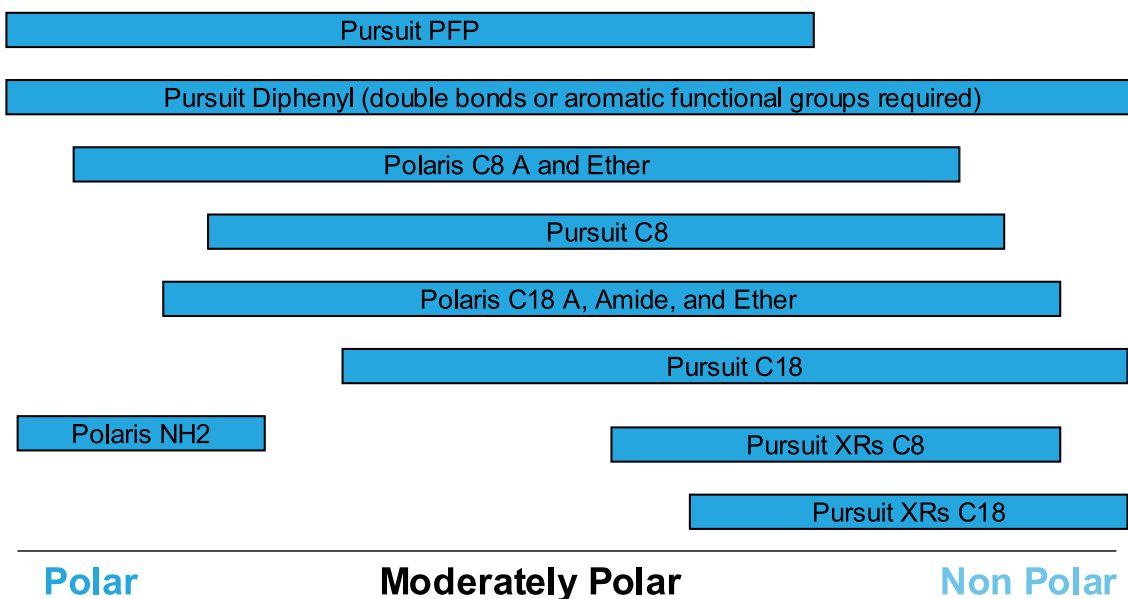 Pursuit PFP
Pursuit Diphenyl (double bonds or aromatic functional groups required)
Polaris C8 A and Ether
Pursuit C8
Polaris C18 A, Amide, and Ether
Pursuit C18
Polaris NH2
Pursuit XRs C8
Pursuit XRs C18
Polar
Moderately Polar
Non Polar